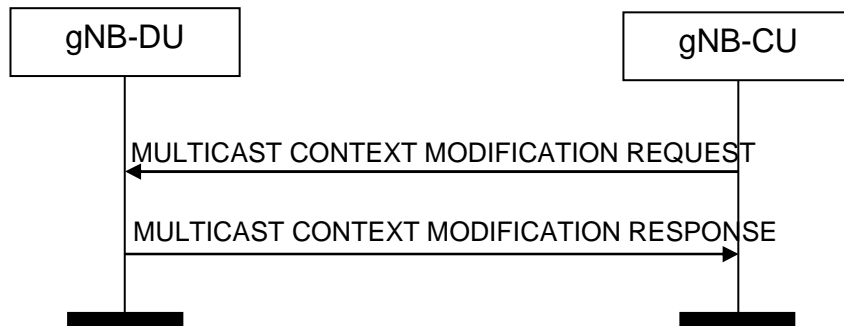 gNB-DU
gNB-CU
MULTICAST CONTEXT MODIFICATION REQUEST
MULTICAST CONTEXT MODIFICATION RESPONSE